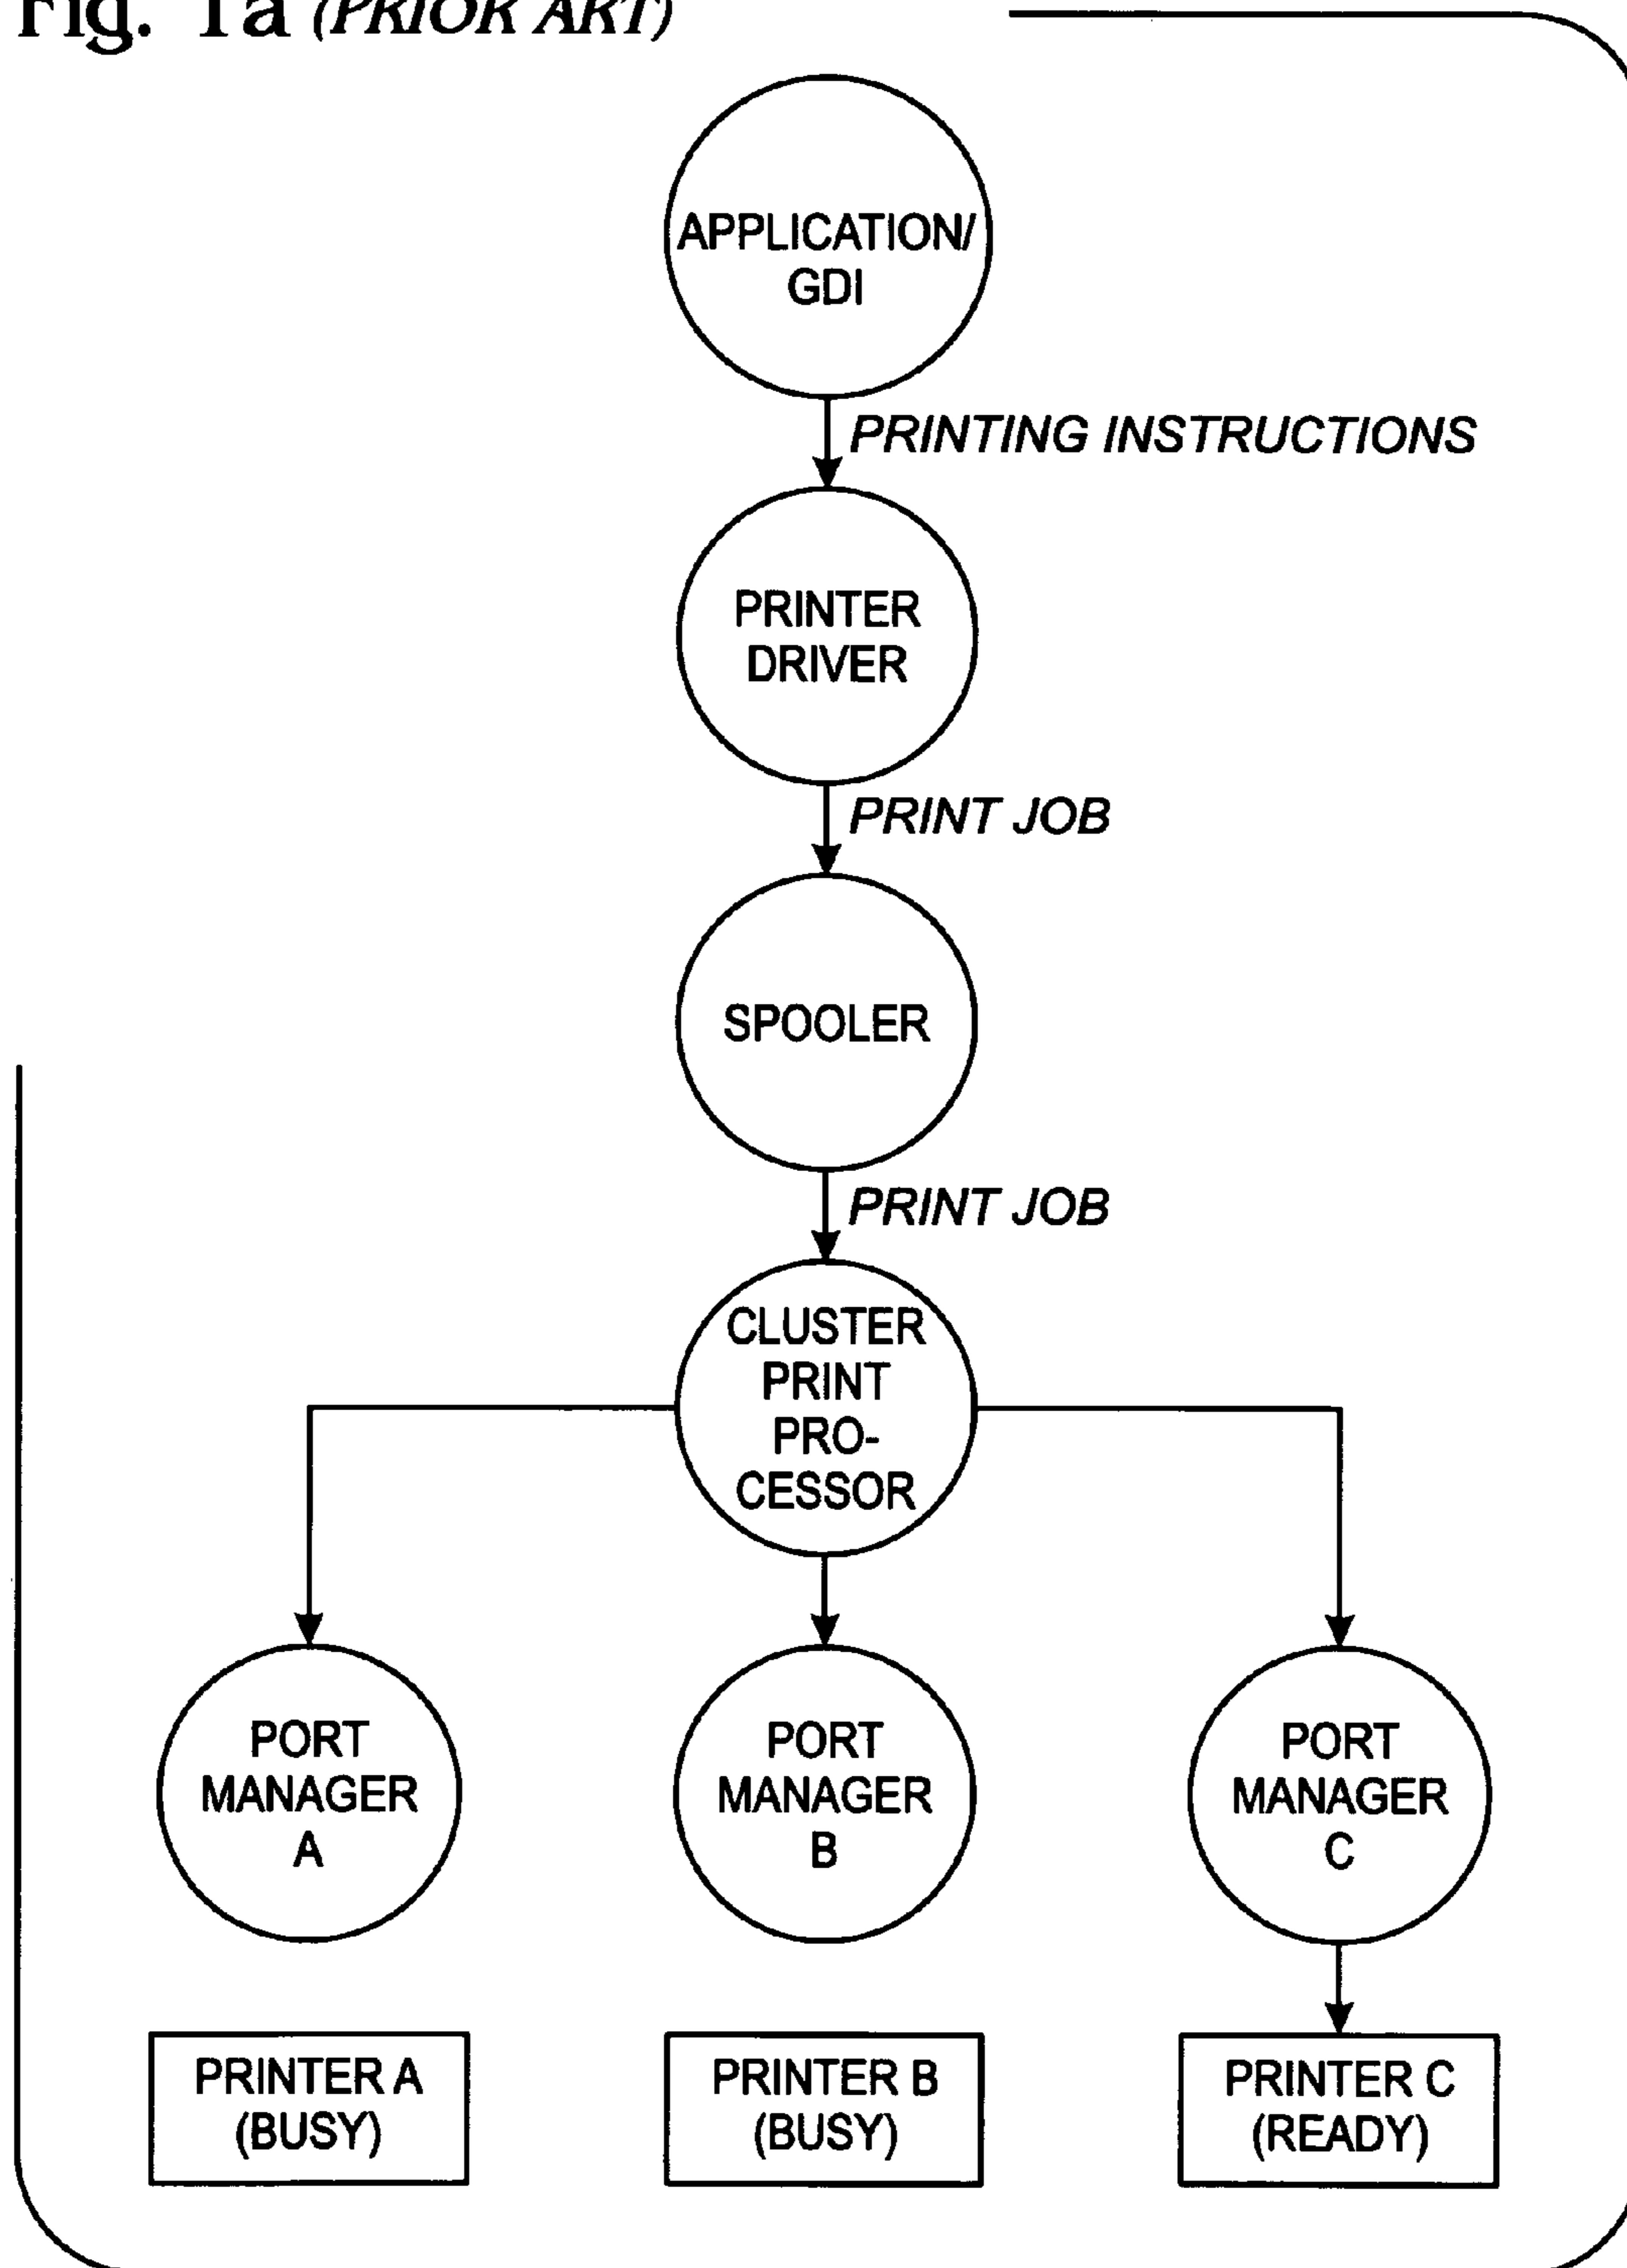 Fig. 1a (PRIOR ART)
APPLICATION/
GDI
PRINTING INSTRUCTIONS
PRINTER
DRIVER
PRINT JOB
SPOOLER
PRINT JOB
CLUSTER
PRINT
PRO-
CESSOR
PORT
MANAGER
A
PORT
MANAGER
B
PORT
MANAGER
C
PRINTER A
(BUSY)
PRINTER B
(BUSY)
PRINTER C
(READY)